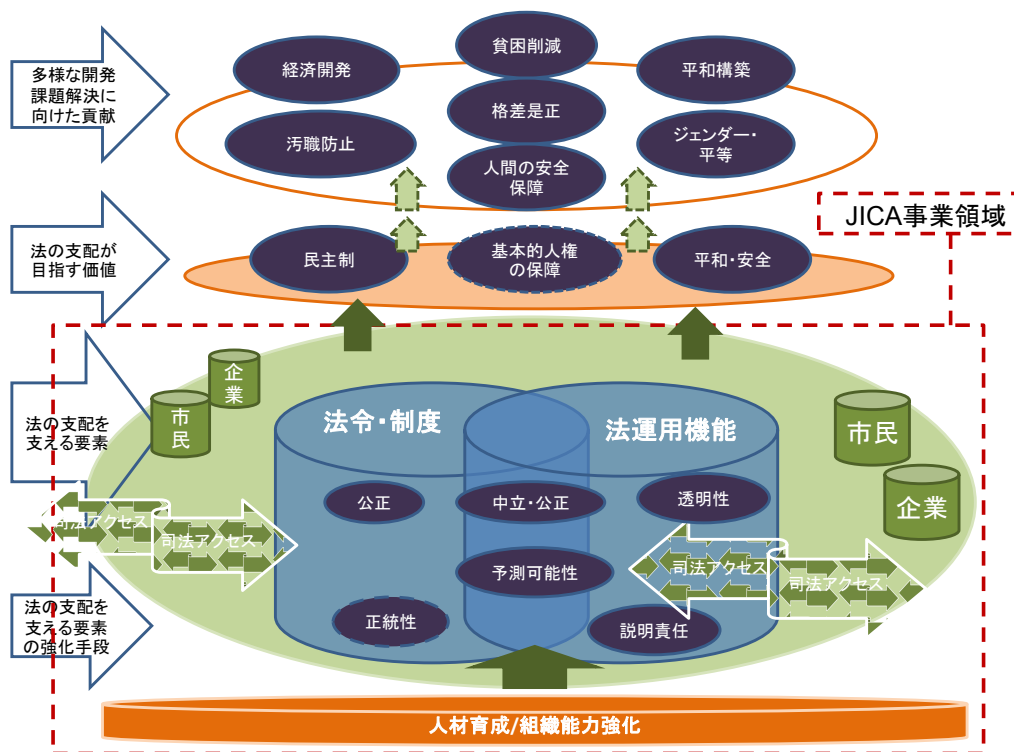 多様な開発
課題解決に
向けた貢献
経済開発
貧困削減
平和構築
格差是正
汚職防止
ジェンダー・
平等
人間の安全
保障
JICA事業領域
法の支配が
目指す価値
民主制
基本的人権
の保障
平和・安全
法の支配を
支える要素
企
業
市
民
法令・制度
法運用機能
市民
企業
公正
中立・公正
透明性
司法アクセス
司法アクセス
予測可能性
司法アクセス
司法アクセス
正統性
説明責任
法の支配を
支える要素
の強化手段
人材育成/組織能力強化